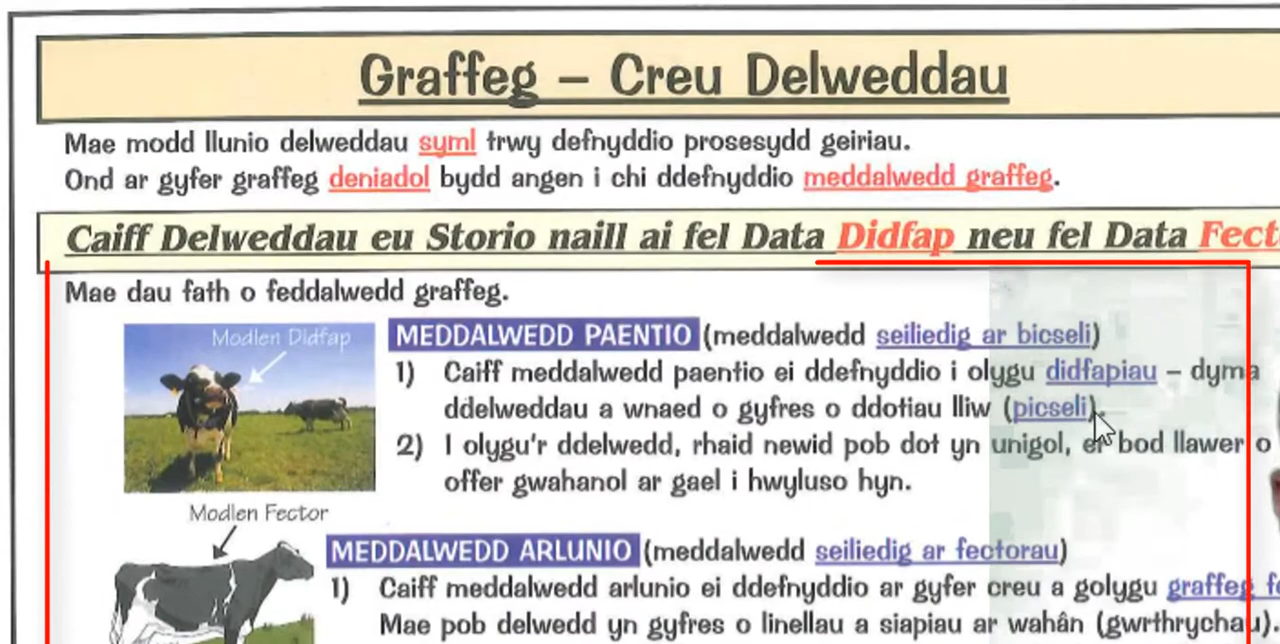 Graffeg – Creu Delweddau
Mae modd llunio delweddau syml trwy defnyddio prosesydd geiriau.
Ond ar gyfer graffeg deniadol bydd angen i chi ddefnyddio meddalwedd graffeg.
Caiff Delweddau eu Storio naill ai fel Data Didfap neu fel Data Fect
Mae dau fath o feddalwedd graffeg.
Modlen Didfap
MEDDALWEDD PAENTIO (meddalwedd seiliedig ar bicseli)
1) Caiff meddalwedd paentio ei ddefnyddio i olygu didfapiau – dyma
ddelweddau a wnaed o gyfres o ddotiau lliw (picseli).
2) I olygu'r ddelwedd, rhaid newid pob dot yn unigol, er bod llawer o
offer gwahanol ar gael i hwyluso hyn.
Modlen Fector
MEDDALWEDD ARLUNIO (meddalwedd seiliedig ar fectorau)
1) Caiff meddalwedd arlunio ei ddefnyddio ar gyfer creu a golygu graffeg fe
Mae pob delwedd yn gyfres o linellau a siapiau ar wahân (gwrthrychau).